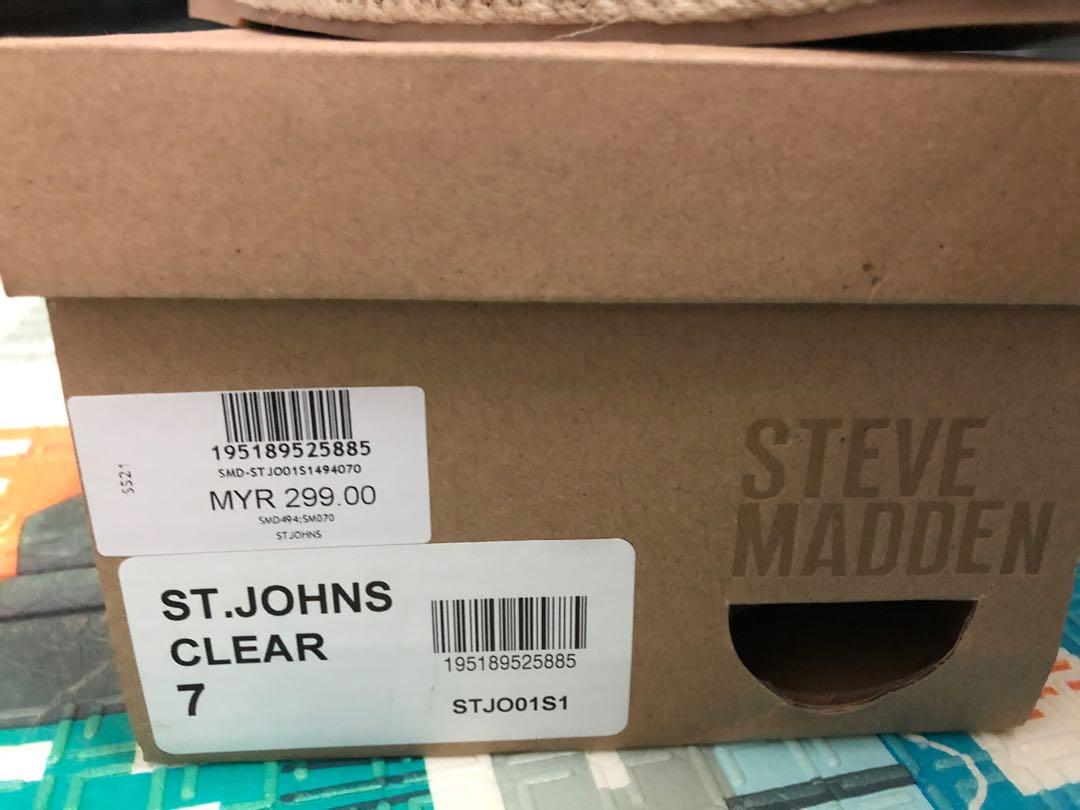 195189525885
SMD-STJO01S1494070
MYR 299.00
SMD494;SM070
STJOHNS
SS21
ST.JOHNS
CLEAR
7
195189525885
STJO01S1
STEVE
MADDEN